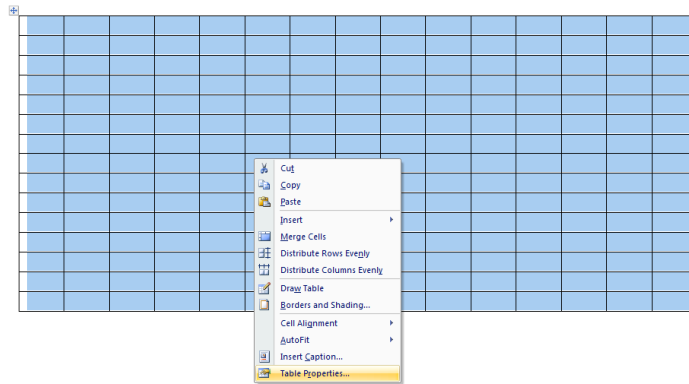 Cut
Copy
Paste
Insert
Merge Cells
Distribute Rows Evenly
Distribute Columns Evenly
Draw Table
Borders and Shading...
Cell Alignment
AutoFit
Insert Caption...
Table Properties...